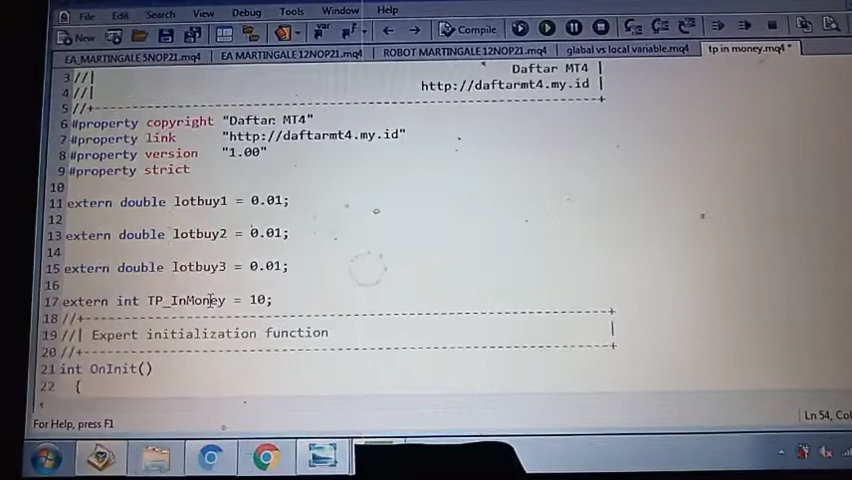 File Edit Search View Debug Tools Window Help
New Compile
EA_MARTINGALE 5NOP21.mq4 EA MARTINGALE 12NOP21.mq4 ROBOT MARTINGALE 12NOP21.mq4 glabal vs local variable.mq4 tp in money.mq4 *
3 //| Daftar MT4 |
4 //| http://daftarmt4.my.id |
5 //+------------------------------------------------------------------+
6 #property copyright "Daftar MT4"
7 #property link "http://daftarmt4.my.id"
8 #property version "1.00"
9 #property strict
10
11 extern double lotbuy1 = 0.01;
12
13 extern double lotbuy2 = 0.01;
14
15 extern double lotbuy3 = 0.01;
16
17 extern int TP_InMoney = 10;
18 //+------------------------------------------------------------------+
19 //| Expert initialization function |
20 //+------------------------------------------------------------------+
21 int OnInit()
22 {
For Help, press F1 Ln 54, Col